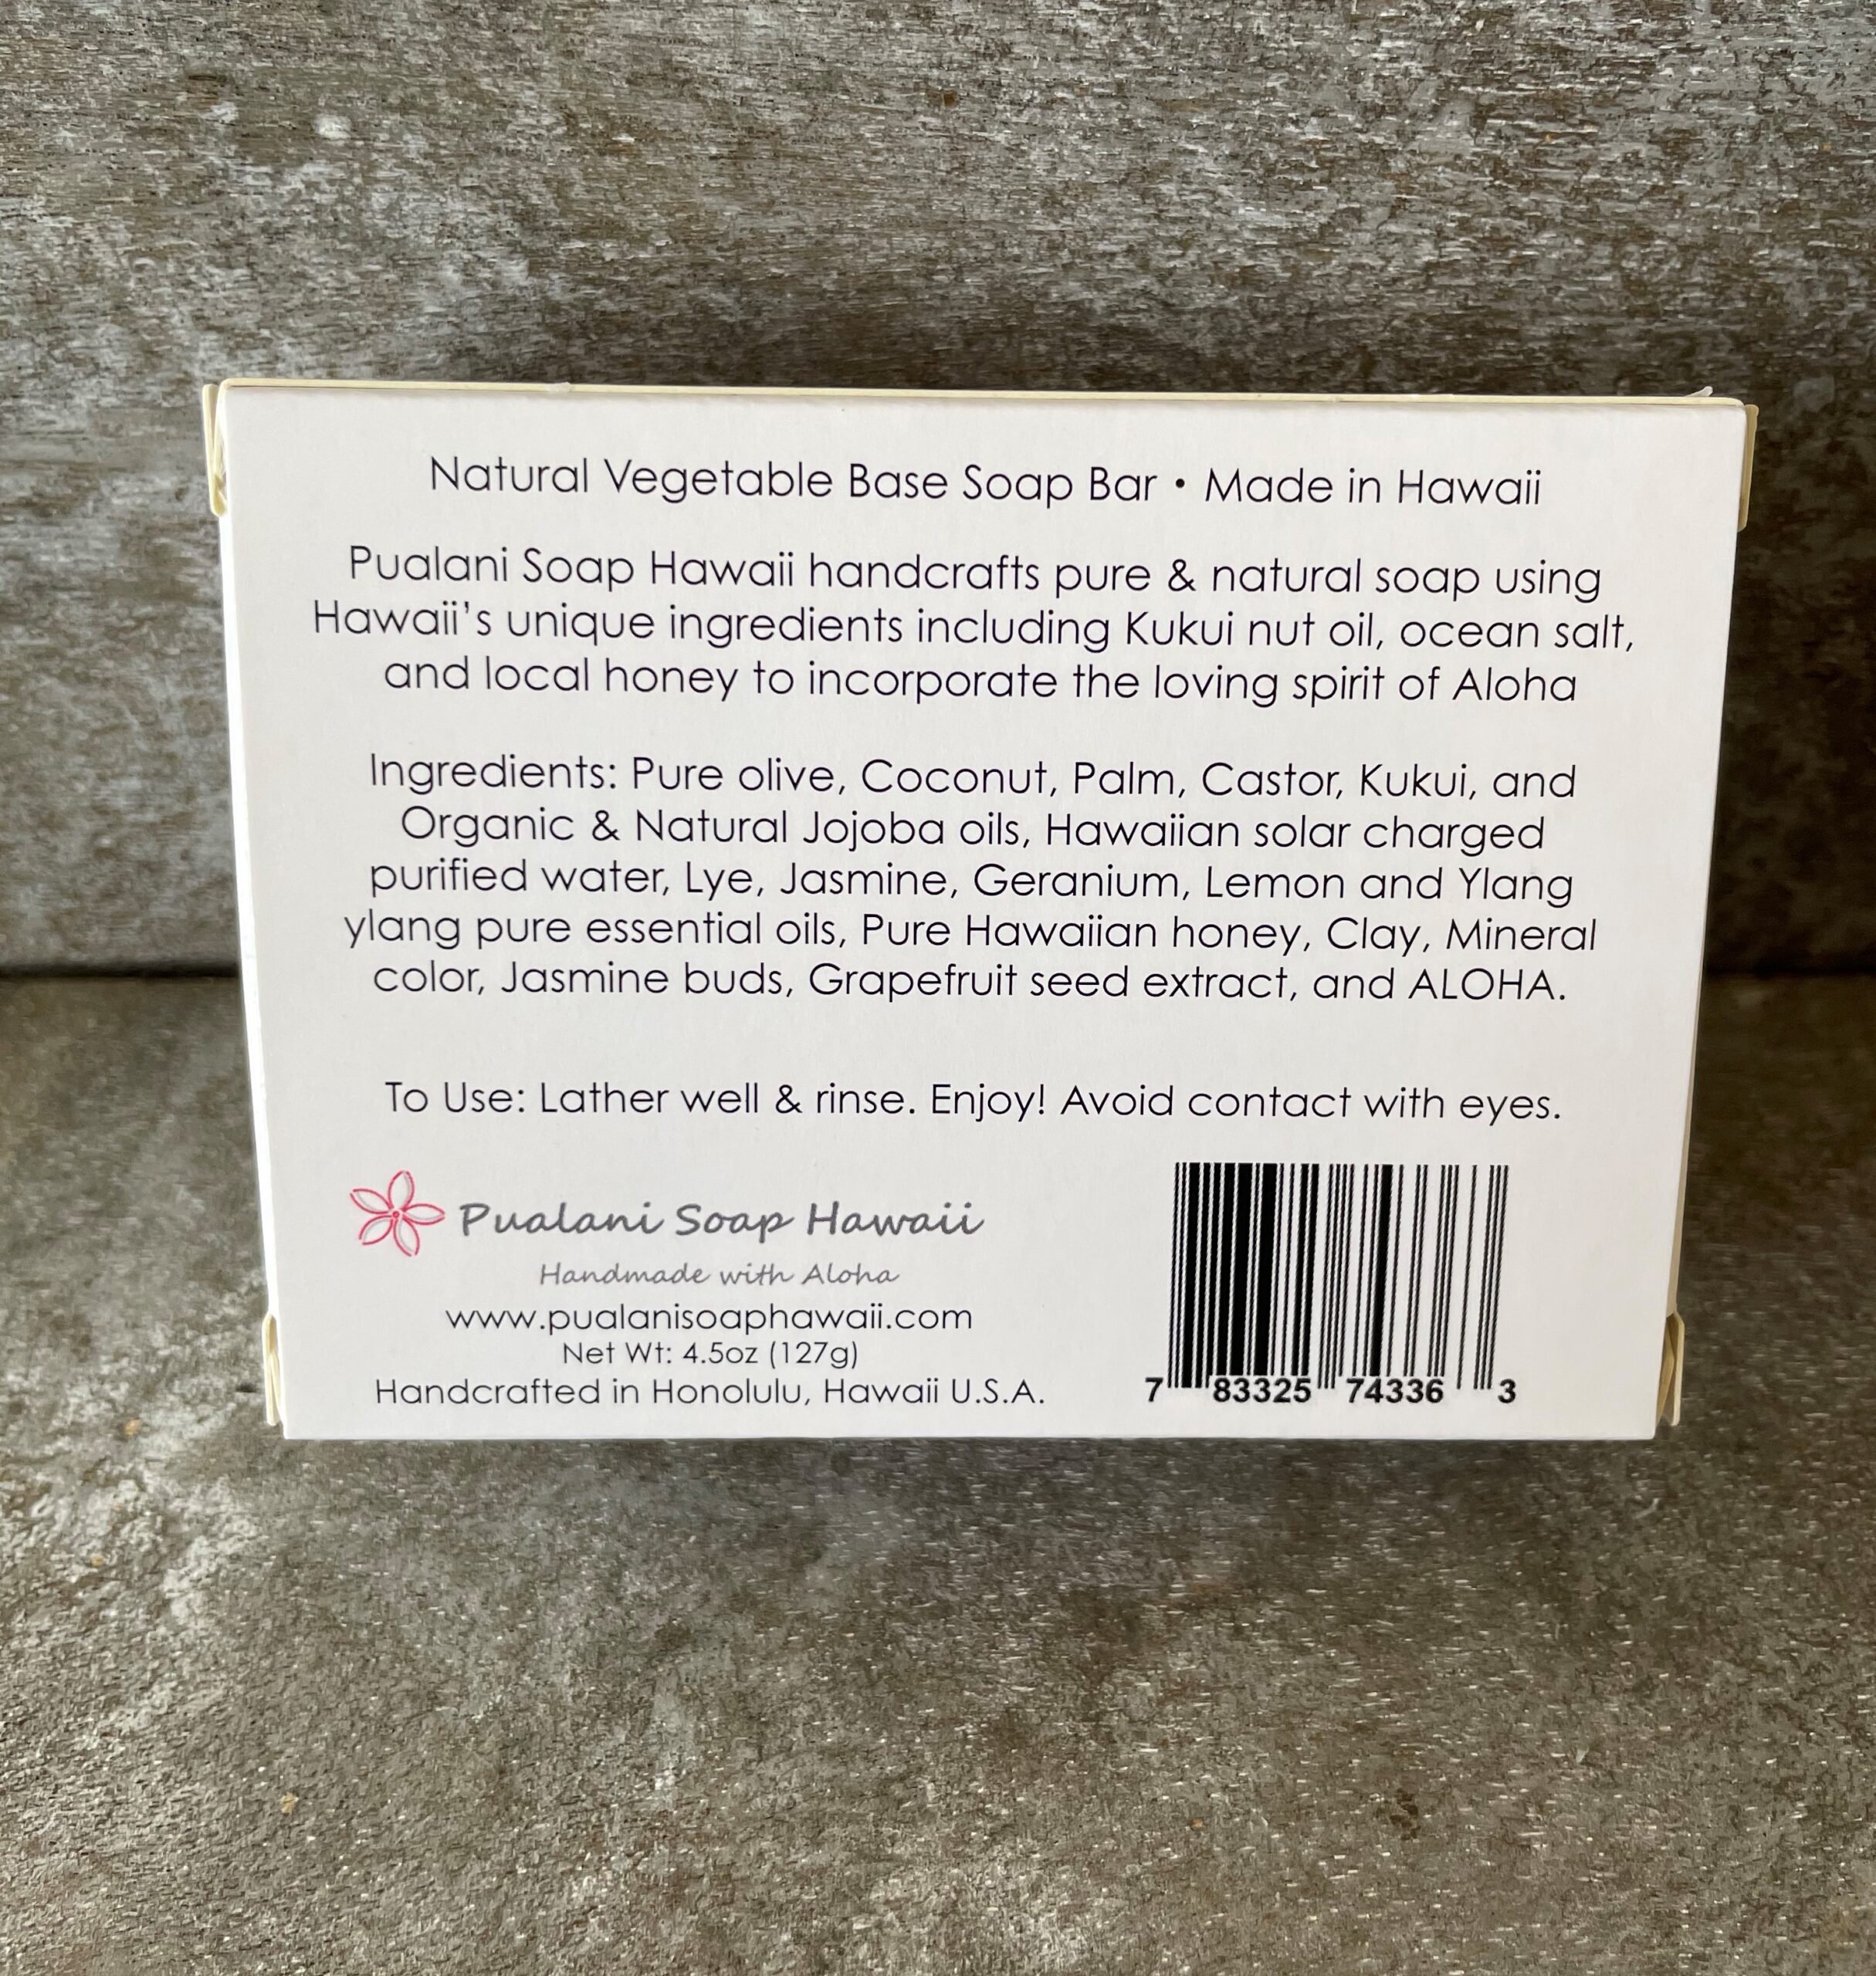 Natural Vegetable Base Soap Bar • Made in Hawaii
Pualani Soap Hawaii handcrafts pure & natural soap using
Hawaii's unique ingredients including Kukui nut oil, ocean salt,
and local honey to incorporate the loving spirit of Aloha
Ingredients: Pure olive, Coconut, Palm, Castor, Kukui, and
Organic & Natural Jojoba oils, Hawaiian solar charged
purified water, Lye, Jasmine, Geranium, Lemon and Ylang
ylang pure essential oils, Pure Hawaiian honey, Clay, Mineral
color, Jasmine buds, Grapefruit seed extract, and ALOHA.
To Use: Lather well & rinse. Enjoy! Avoid contact with eyes.
Pualani Soap Hawaii
Handmade with Aloha
www.pualanisoaphawaii.com
Net Wt: 4.5oz (127g)
Handcrafted in Honolulu, Hawaii U.S.A.
7 83325 74336 3